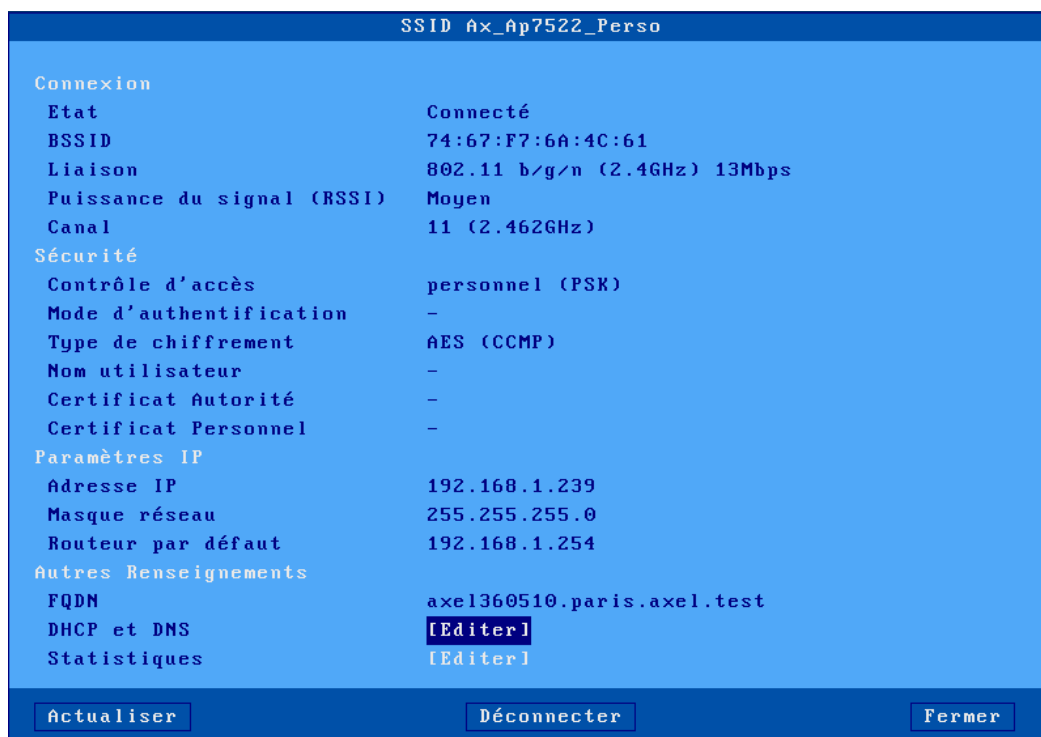 SSID Ax_Ap7522_Perso
Connexion
Etat Connecté
BSSID 74:67:F7:6A:4C:61
Liaison 802.11 b/g/n (2.4GHz) 13Mbps
Puissance du signal (RSSI) Moyen
Canal 11 (2.462GHz)
Sécurité
Contrôle d'accès personnel (PSK)
Mode d'authentification -
Type de chiffrement AES (CCMP)
Nom utilisateur -
Certificat Autorité -
Certificat Personnel -
Paramètres IP
Adresse IP 192.168.1.239
Masque réseau 255.255.255.0
Routeur par défaut 192.168.1.254
Autres Renseignements
FQDN axel360510.paris.axel.test
DHCP et DNS [Editer]
Statistiques [Editer]
Actualiser Déconnecter Fermer